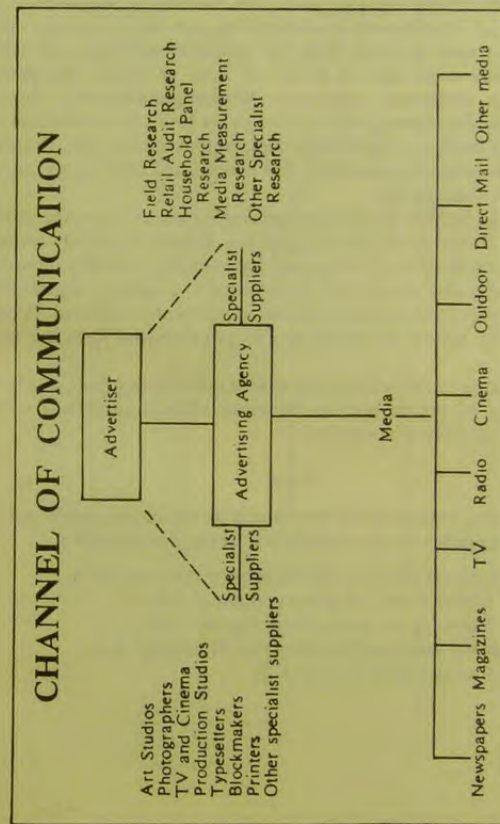 CHANNEL OF COMMUNICATION
Advertiser
Art Studios
Photographers
TV and Cinema
Production Studios
Typesetters
Blockmakers
Printers
Other specialist suppliers
Specialist
Suppliers
Advertising Agency
Specialist
Suppliers
Field Research
Retail Audit Research
Household Panel
Research
Media Measurement
Research
Other Specialist
Research
Media
Newspapers Magazines TV Radio Cinema Outdoor Direct Mail Other media